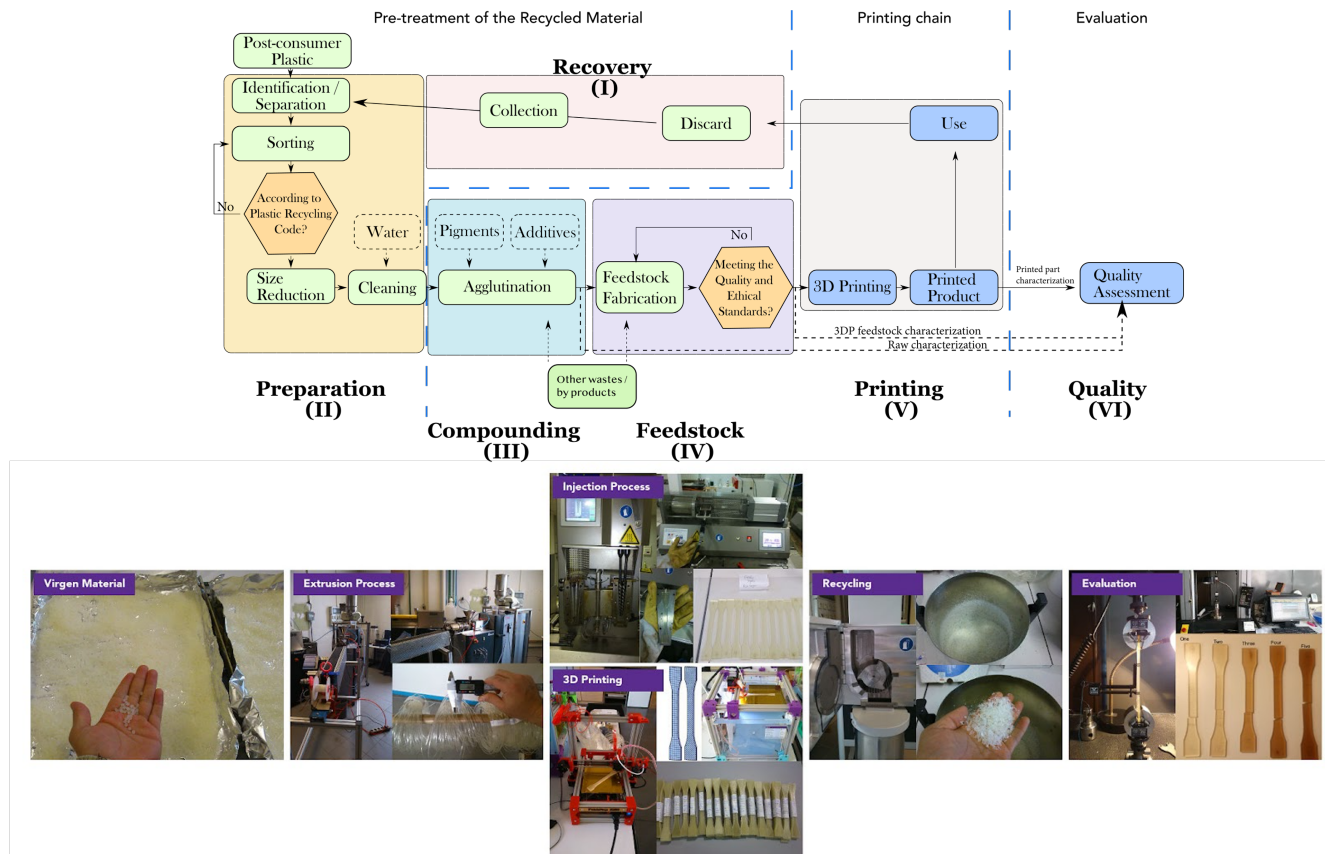 Pre-treatment of the Recycled Material
Printing chain
Evaluation
Post-consumer
Plastic
Recovery
(I)
Identification /
Separation
Collection
Discard
Use
Sorting
No
According to
Plastic Recycling
Code?
Water
Pigments
Additives
No
Meeting the
Quality and
Ethical
Standards?
Size
Reduction
Cleaning
Agglutination
Feedstock
Fabrication
3D Printing
Printed
Product
Printed part
characterization
Quality
Assessment
3DP feedstock characterization
Raw characterization
Other wastes /
by products
Preparation
(II)
Compounding
(III)
Feedstock
(IV)
Printing
(V)
Quality
(VI)
Injection Process
Virgen Material
Extrusion Process
Recycling
Evaluation
3D Printing
One
Two
Three
Four
Five